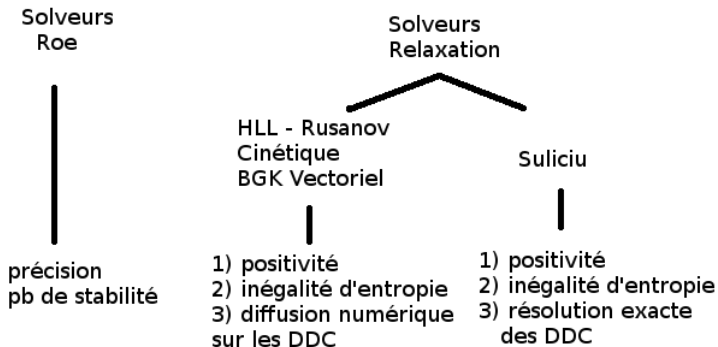 Solveurs
Roe
Solveurs
Relaxation
HLL - Rusanov
Cinétique
BGK Vectoriel
Suliciu
précision
pb de stabilité
1) positivité
2) inégalité d'entropie
3) diffusion numérique
sur les DDC
1) positivité
2) inégalité d'entropie
3) résolution exacte
des DDC